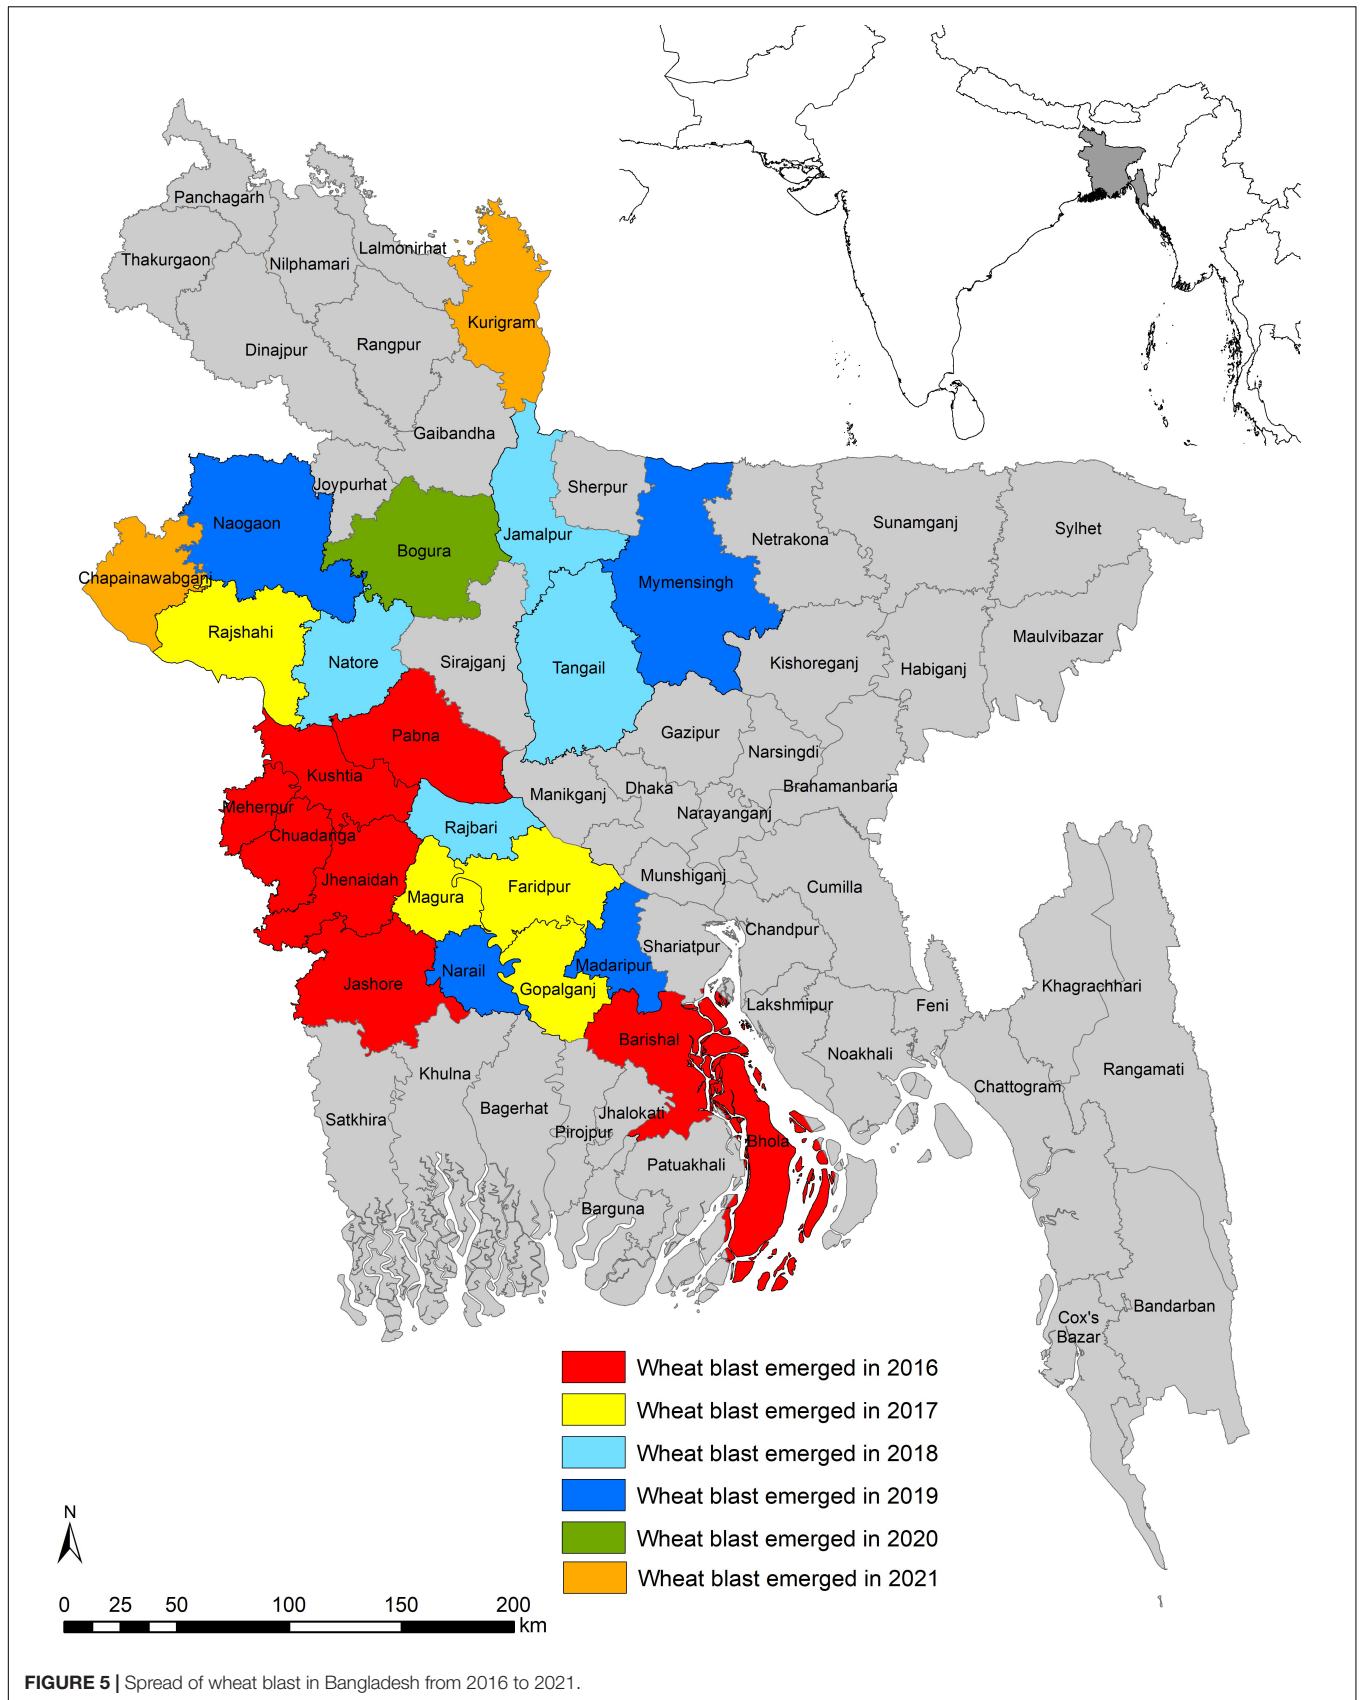 Panchagarh
Lalmonirhat
Thakurgaon
Nilphamari
Kurigram
Rangpur
Dinajpur
Gaibandha
Joypurhat
Sherpur
Naogaon
Sunamganj
Sylhet
Jamalpur
Netrakona
Bogura
Chapainawabganj
Mymensingh
Rajshahi
Maulvibazar
Natore
Sirajganj
Tangail
Kishoreganj
Habiganj
Pabna
Gazipur
Narsingdi
Kushtia
Brahamanbaria
Dhaka
Manikganj
Meherpur
Narayanganj
Rajbari
Chuadanga
Munshiganj
Jhenaidah
Faridpur
Cumilla
Magura
Chandpur
Shariatpur
Madaripur
Narail
Jashore
Gopalganj
Khagrachhari
Lakshmipur
Feni
Barishal
Noakhali
Rangamati
Khulna
Chattogram
Bagerhat
Jhalokati
Satkhira
Pirojpur
Bhola
Patuakhali
Barguna
Bandarban
Cox's
Bazar
Wheat blast emerged in 2016
Wheat blast emerged in 2017
Wheat blast emerged in 2018
Wheat blast emerged in 2019
Wheat blast emerged in 2020
Wheat blast emerged in 2021
N
0 25 50 100 150 200
km
FIGURE 5 | Spread of wheat blast in Bangladesh from 2016 to 2021.